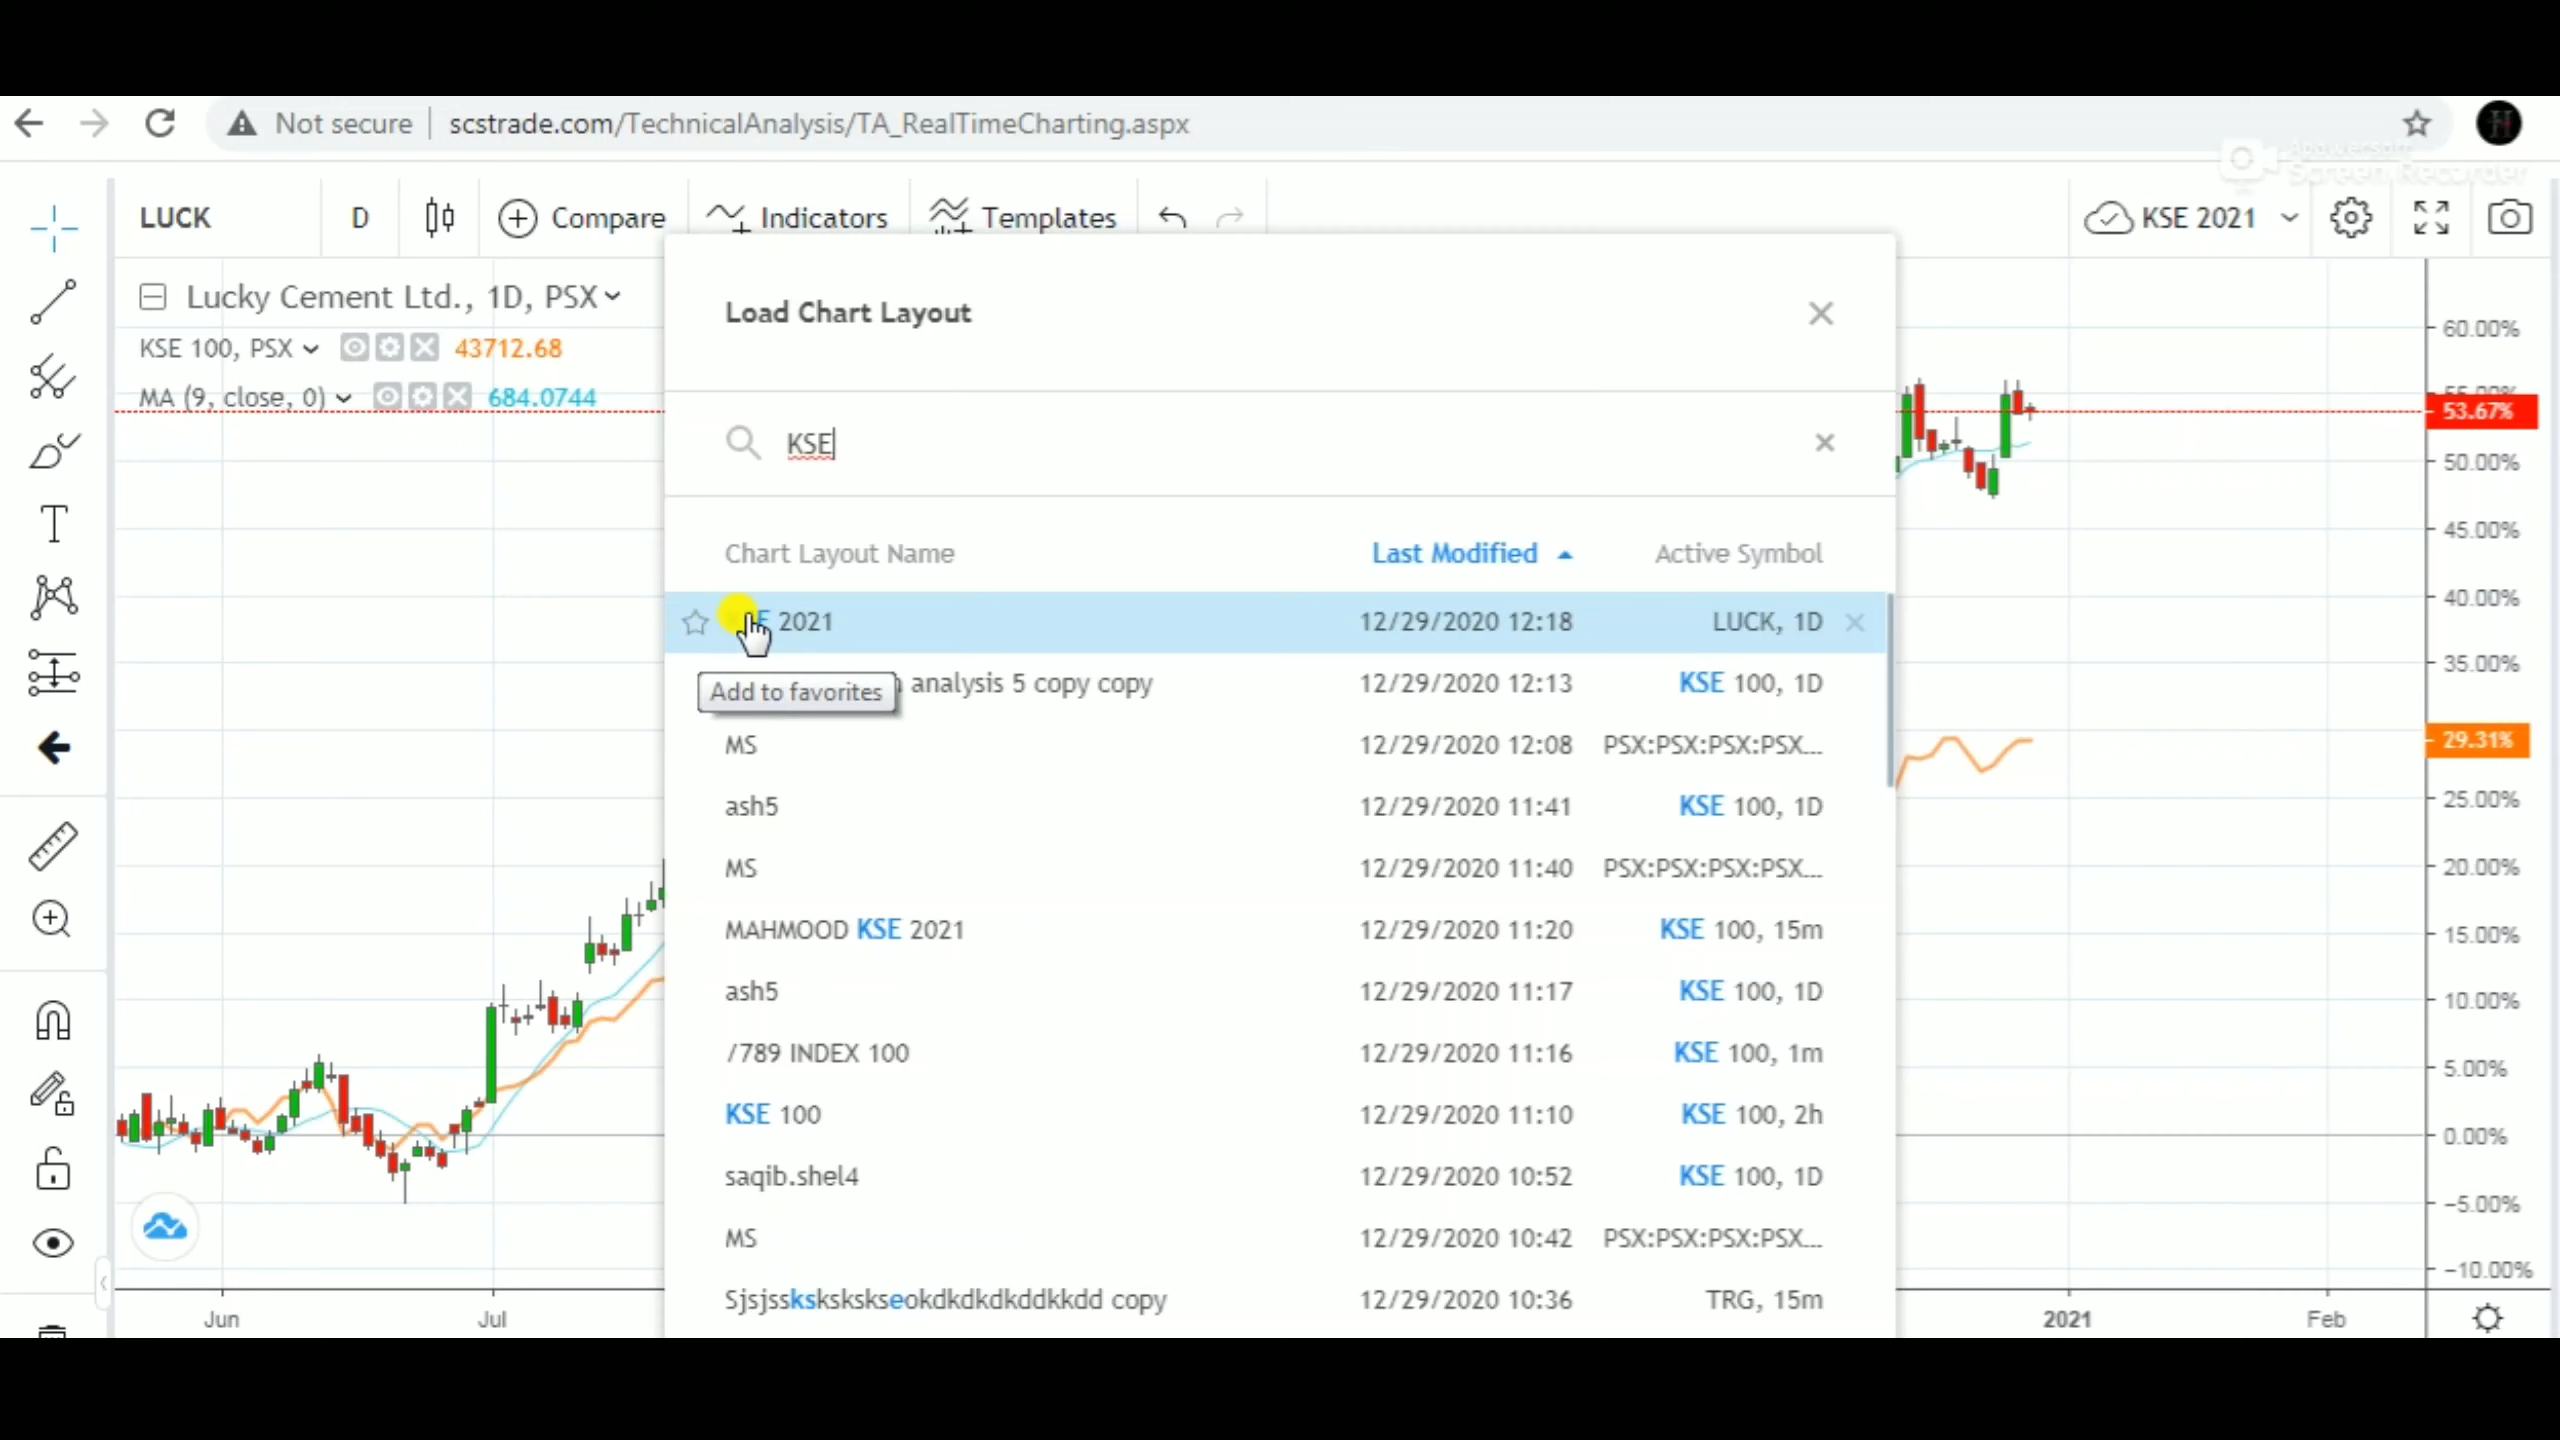 Not secure | scstrade.com/TechnicalAnalysis/TA_RealTimeCharting.aspx
Apowersoft
Screen Recorder
LUCK D Compare Indicators Templates KSE 2021
Lucky Cement Ltd., 1D, PSX
KSE 100, PSX 43712.68
MA (9, close, 0) 684.0744
Load Chart Layout
KSE
Chart Layout Name Last Modified Active Symbol
2021 12/29/2020 12:18 LUCK, 1D
Add to favorites
analysis 5 copy copy 12/29/2020 12:13 KSE 100, 1D
MS 12/29/2020 12:08 PSX:PSX:PSX:PSX...
ash5 12/29/2020 11:41 KSE 100, 1D
MS 12/29/2020 11:40 PSX:PSX:PSX:PSX...
MAHMOOD KSE 2021 12/29/2020 11:20 KSE 100, 15m
ash5 12/29/2020 11:17 KSE 100, 1D
/789 INDEX 100 12/29/2020 11:16 KSE 100, 1m
KSE 100 12/29/2020 11:10 KSE 100, 2h
saqib.shel4 12/29/2020 10:52 KSE 100, 1D
MS 12/29/2020 10:42 PSX:PSX:PSX:PSX...
Sjsjssksksksksеokdkdkdkddkkdd copy 12/29/2020 10:36 TRG, 15m
60.00%
55.00%
53.67%
50.00%
45.00%
40.00%
35.00%
29.31%
25.00%
20.00%
15.00%
10.00%
5.00%
0.00%
-5.00%
-10.00%
Jun Jul 2021 Feb